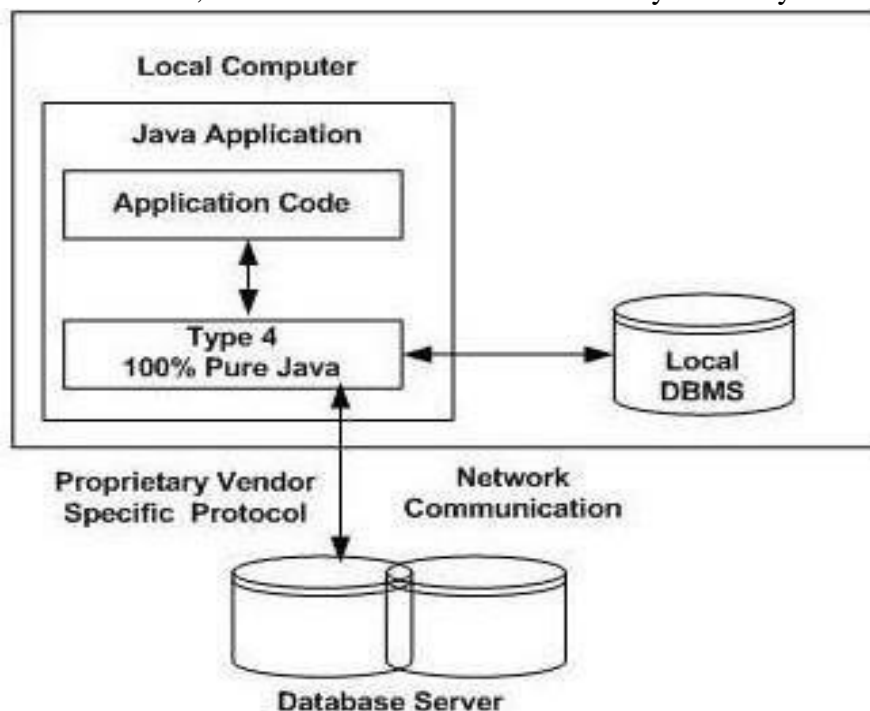 Local Computer
Java Application
Application Code
Type 4
100% Pure Java
Local
DBMS
Proprietary Vendor
Specific Protocol
Network
Communication
Database Server